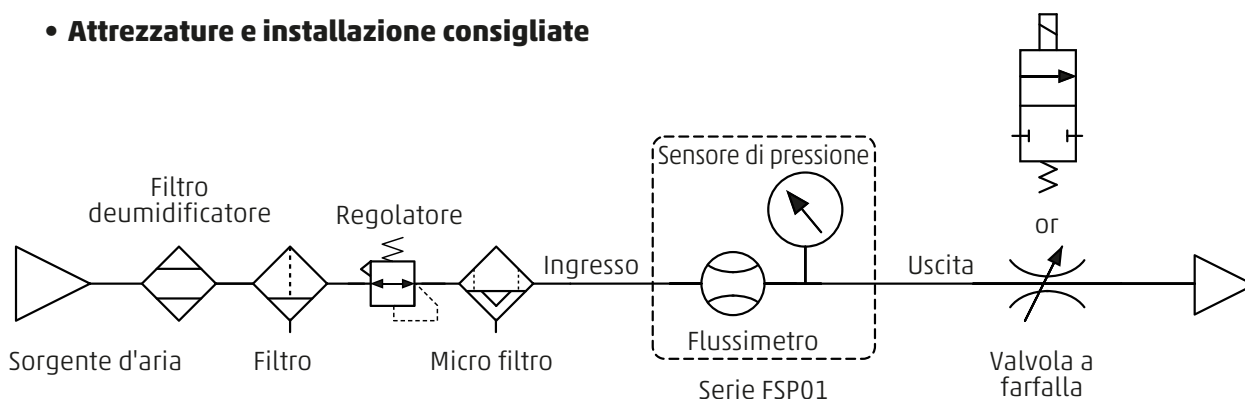 • Attrezzature e installazione consigliate
Sensore di pressione
Filtro
deumidificatore
Regolatore
or
Ingresso
Uscita
Flussimetro
Sorgente d'aria
Filtro
Micro filtro
Valvola a
farfalla
Serie FSP01